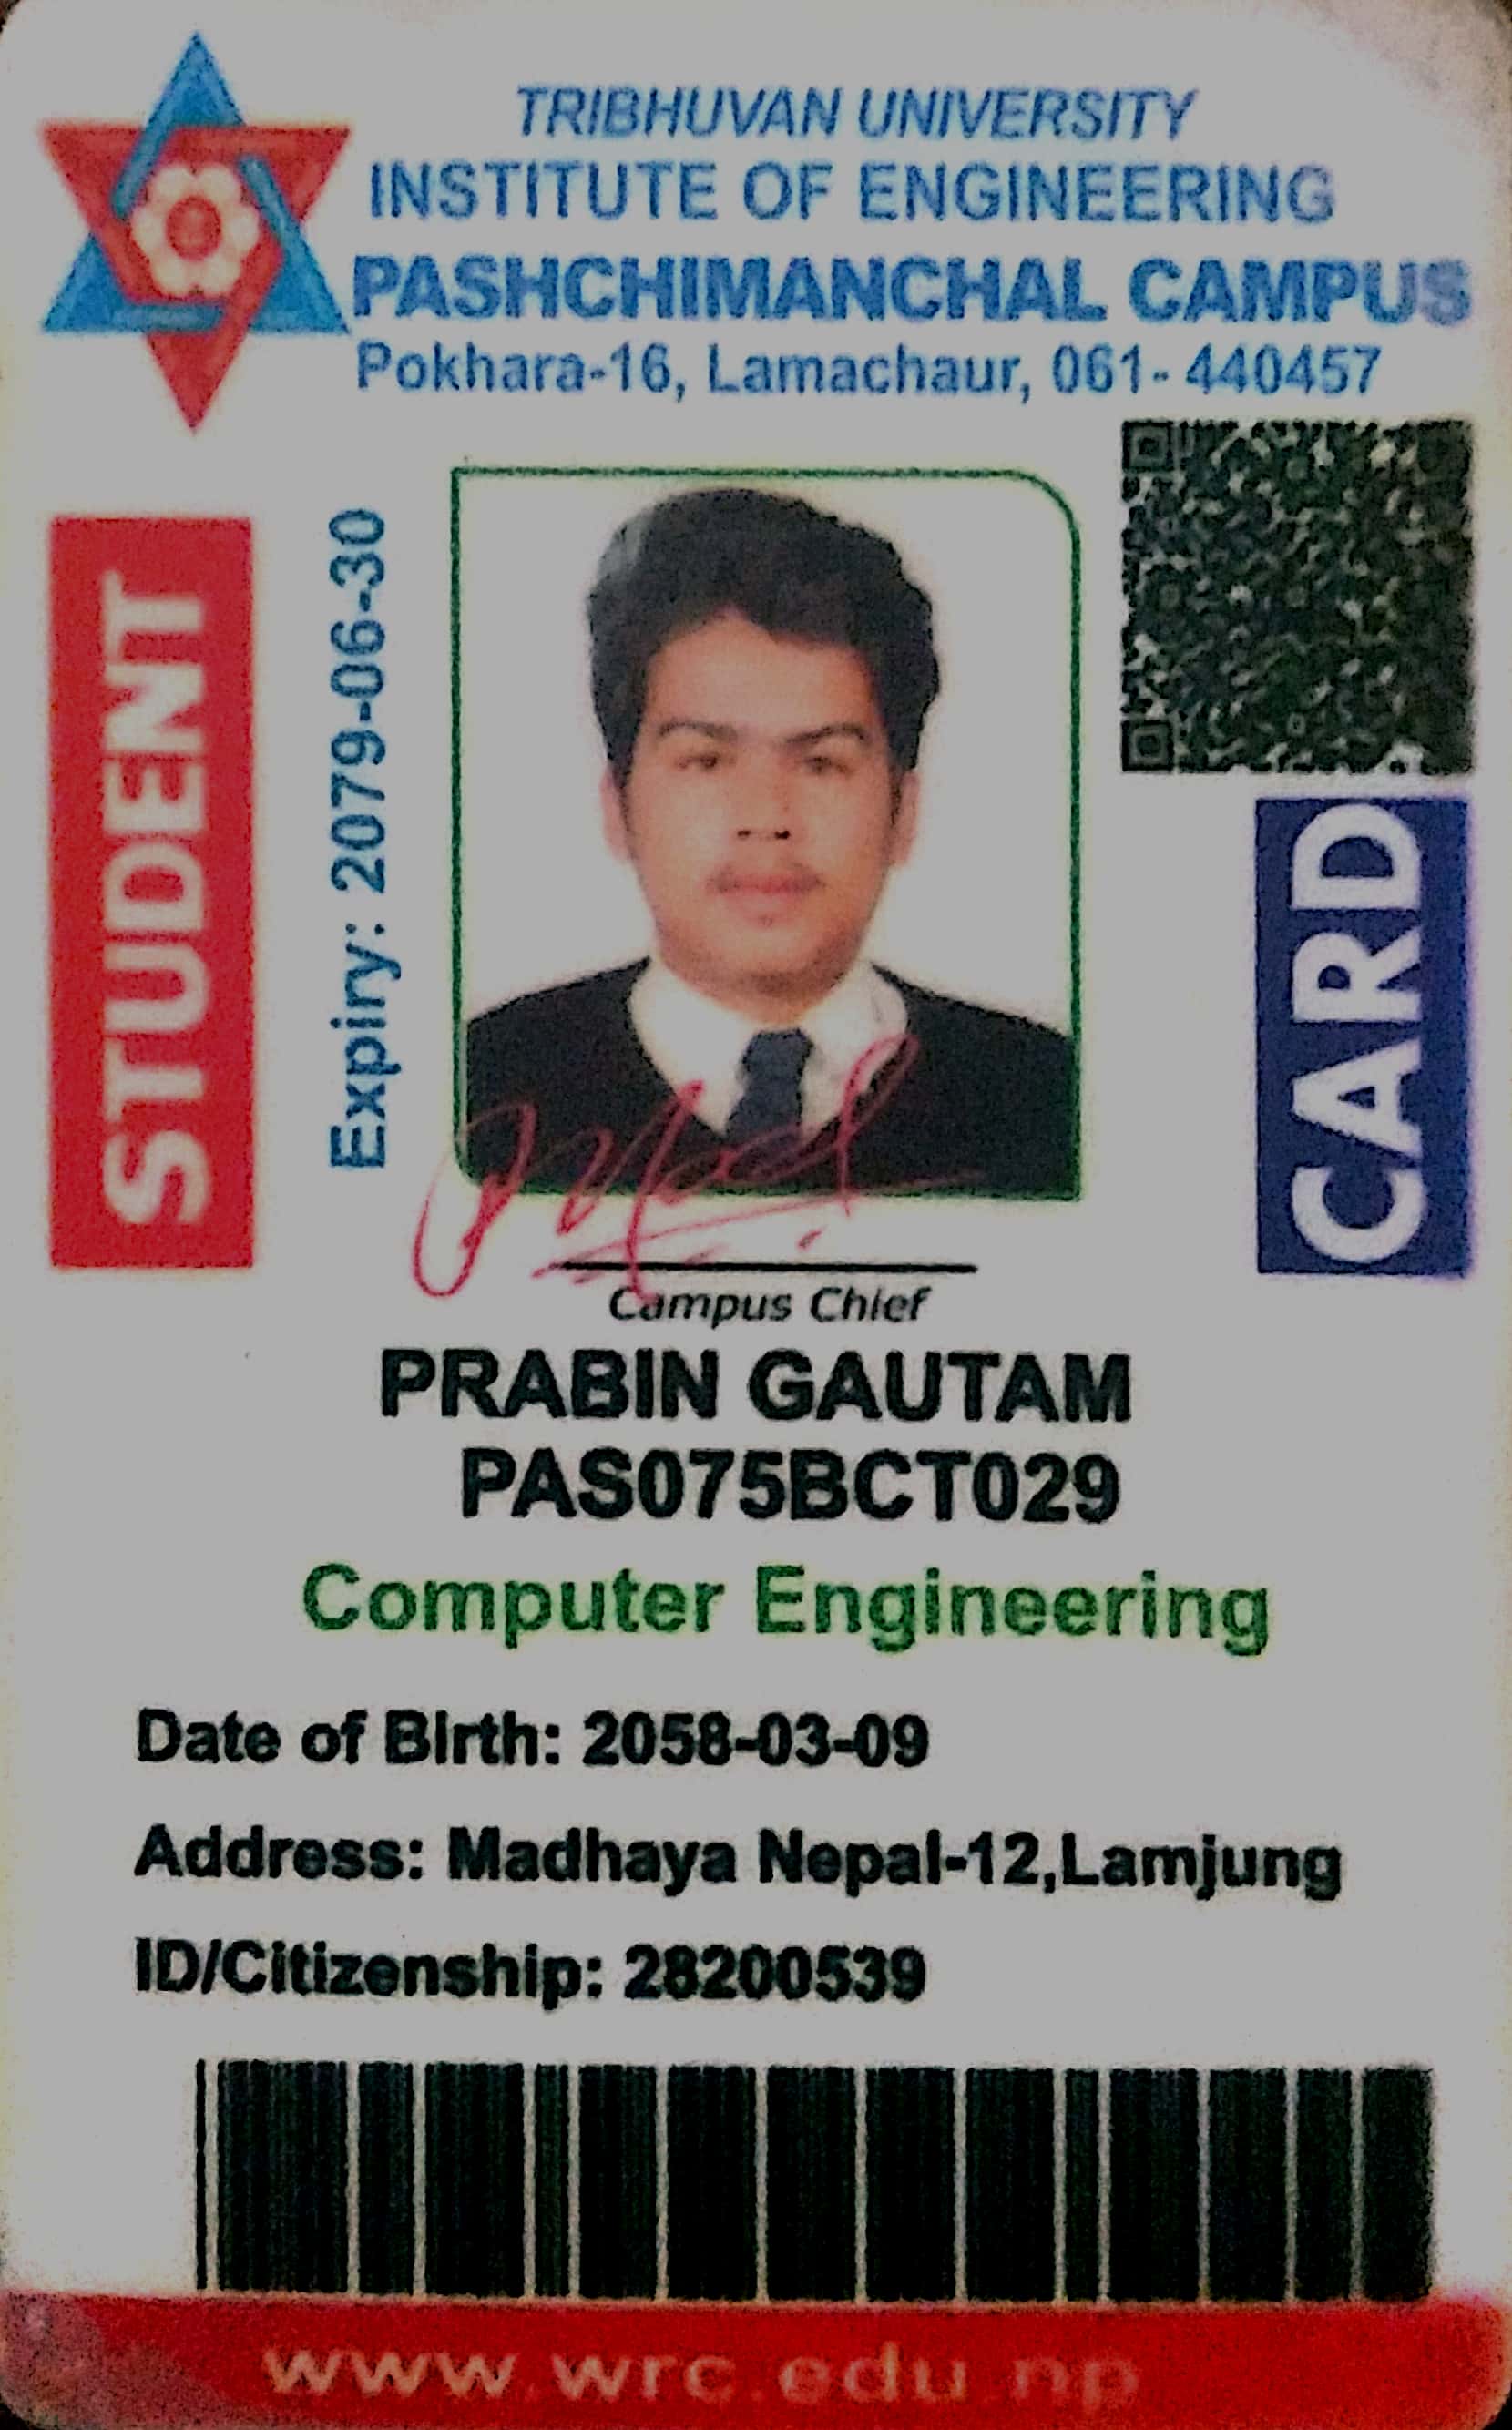 TRIBHUVAN UNIVERSITY
INSTITUTE OF ENGINEERING
PASHCHIMANCHAL CAMPUS
Pokhara-16, Lamachaur, 061- 440457
STUDENT
Expiry: 2079-06-30
CARD
Campus Chief
PRABIN GAUTAM
PAS075BCT029
Computer Engineering
Date of Birth: 2058-03-09
Address: Madhaya Nepal-12,Lamjung
ID/Citizenship: 28200539
www.wrc.edu.np